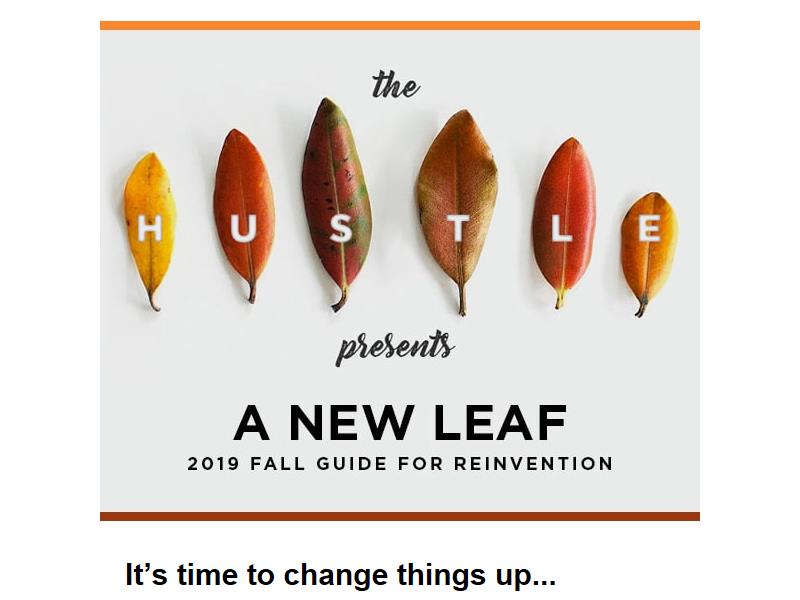 the
HUSTLE
presents
A NEW LEAF
2019 FALL GUIDE FOR REINVENTION
It’s time to change things up...